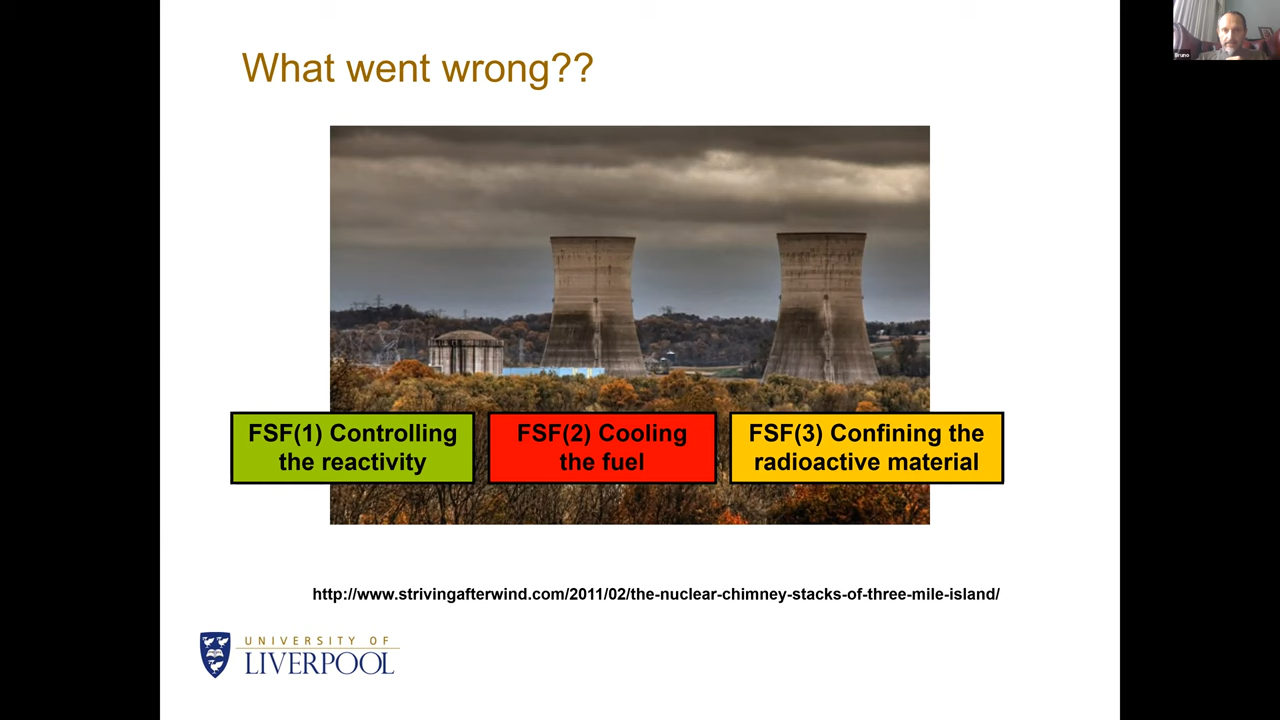 What went wrong??
Bruno
FSF(1) Controlling
the reactivity
FSF(2) Cooling
the fuel
FSF(3) Confining the
radioactive material
http://www.strivingafterwind.com/2011/02/the-nuclear-chimney-stacks-of-three-mile-island/
UNIVERSITY OF
LIVERPOOL